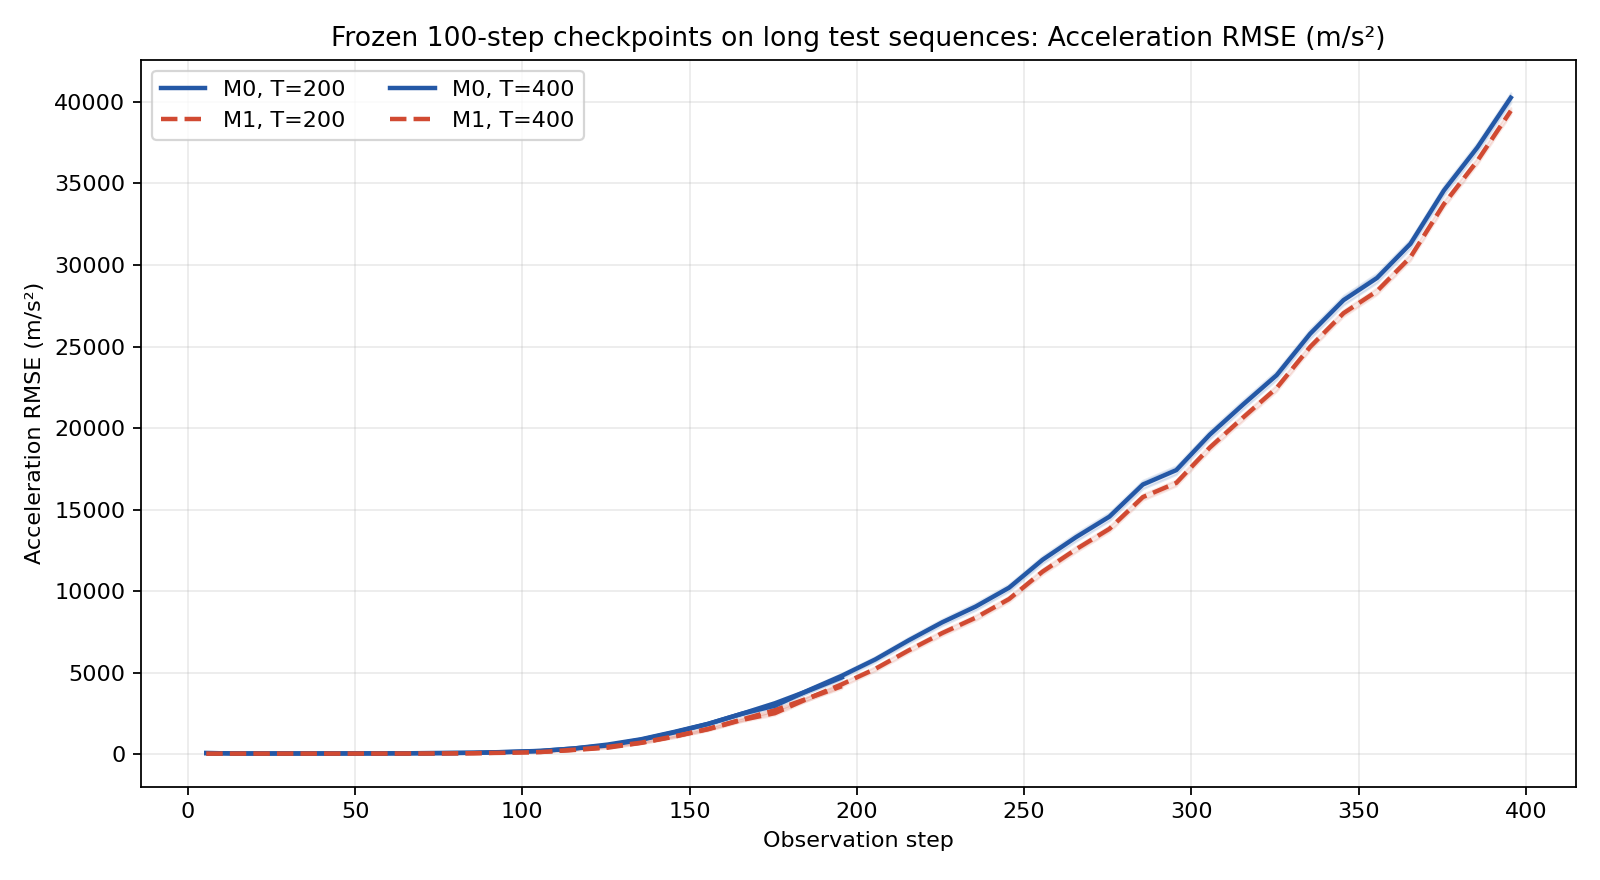 Frozen 100-step checkpoints on long test sequences: Acceleration RMSE (m/s²)
M0, T=200
M1, T=200
M0, T=400
M1, T=400
Acceleration RMSE (m/s²)
40000
35000
30000
25000
20000
15000
10000
5000
0
0 50 100 150 200 250 300 350 400
Observation step